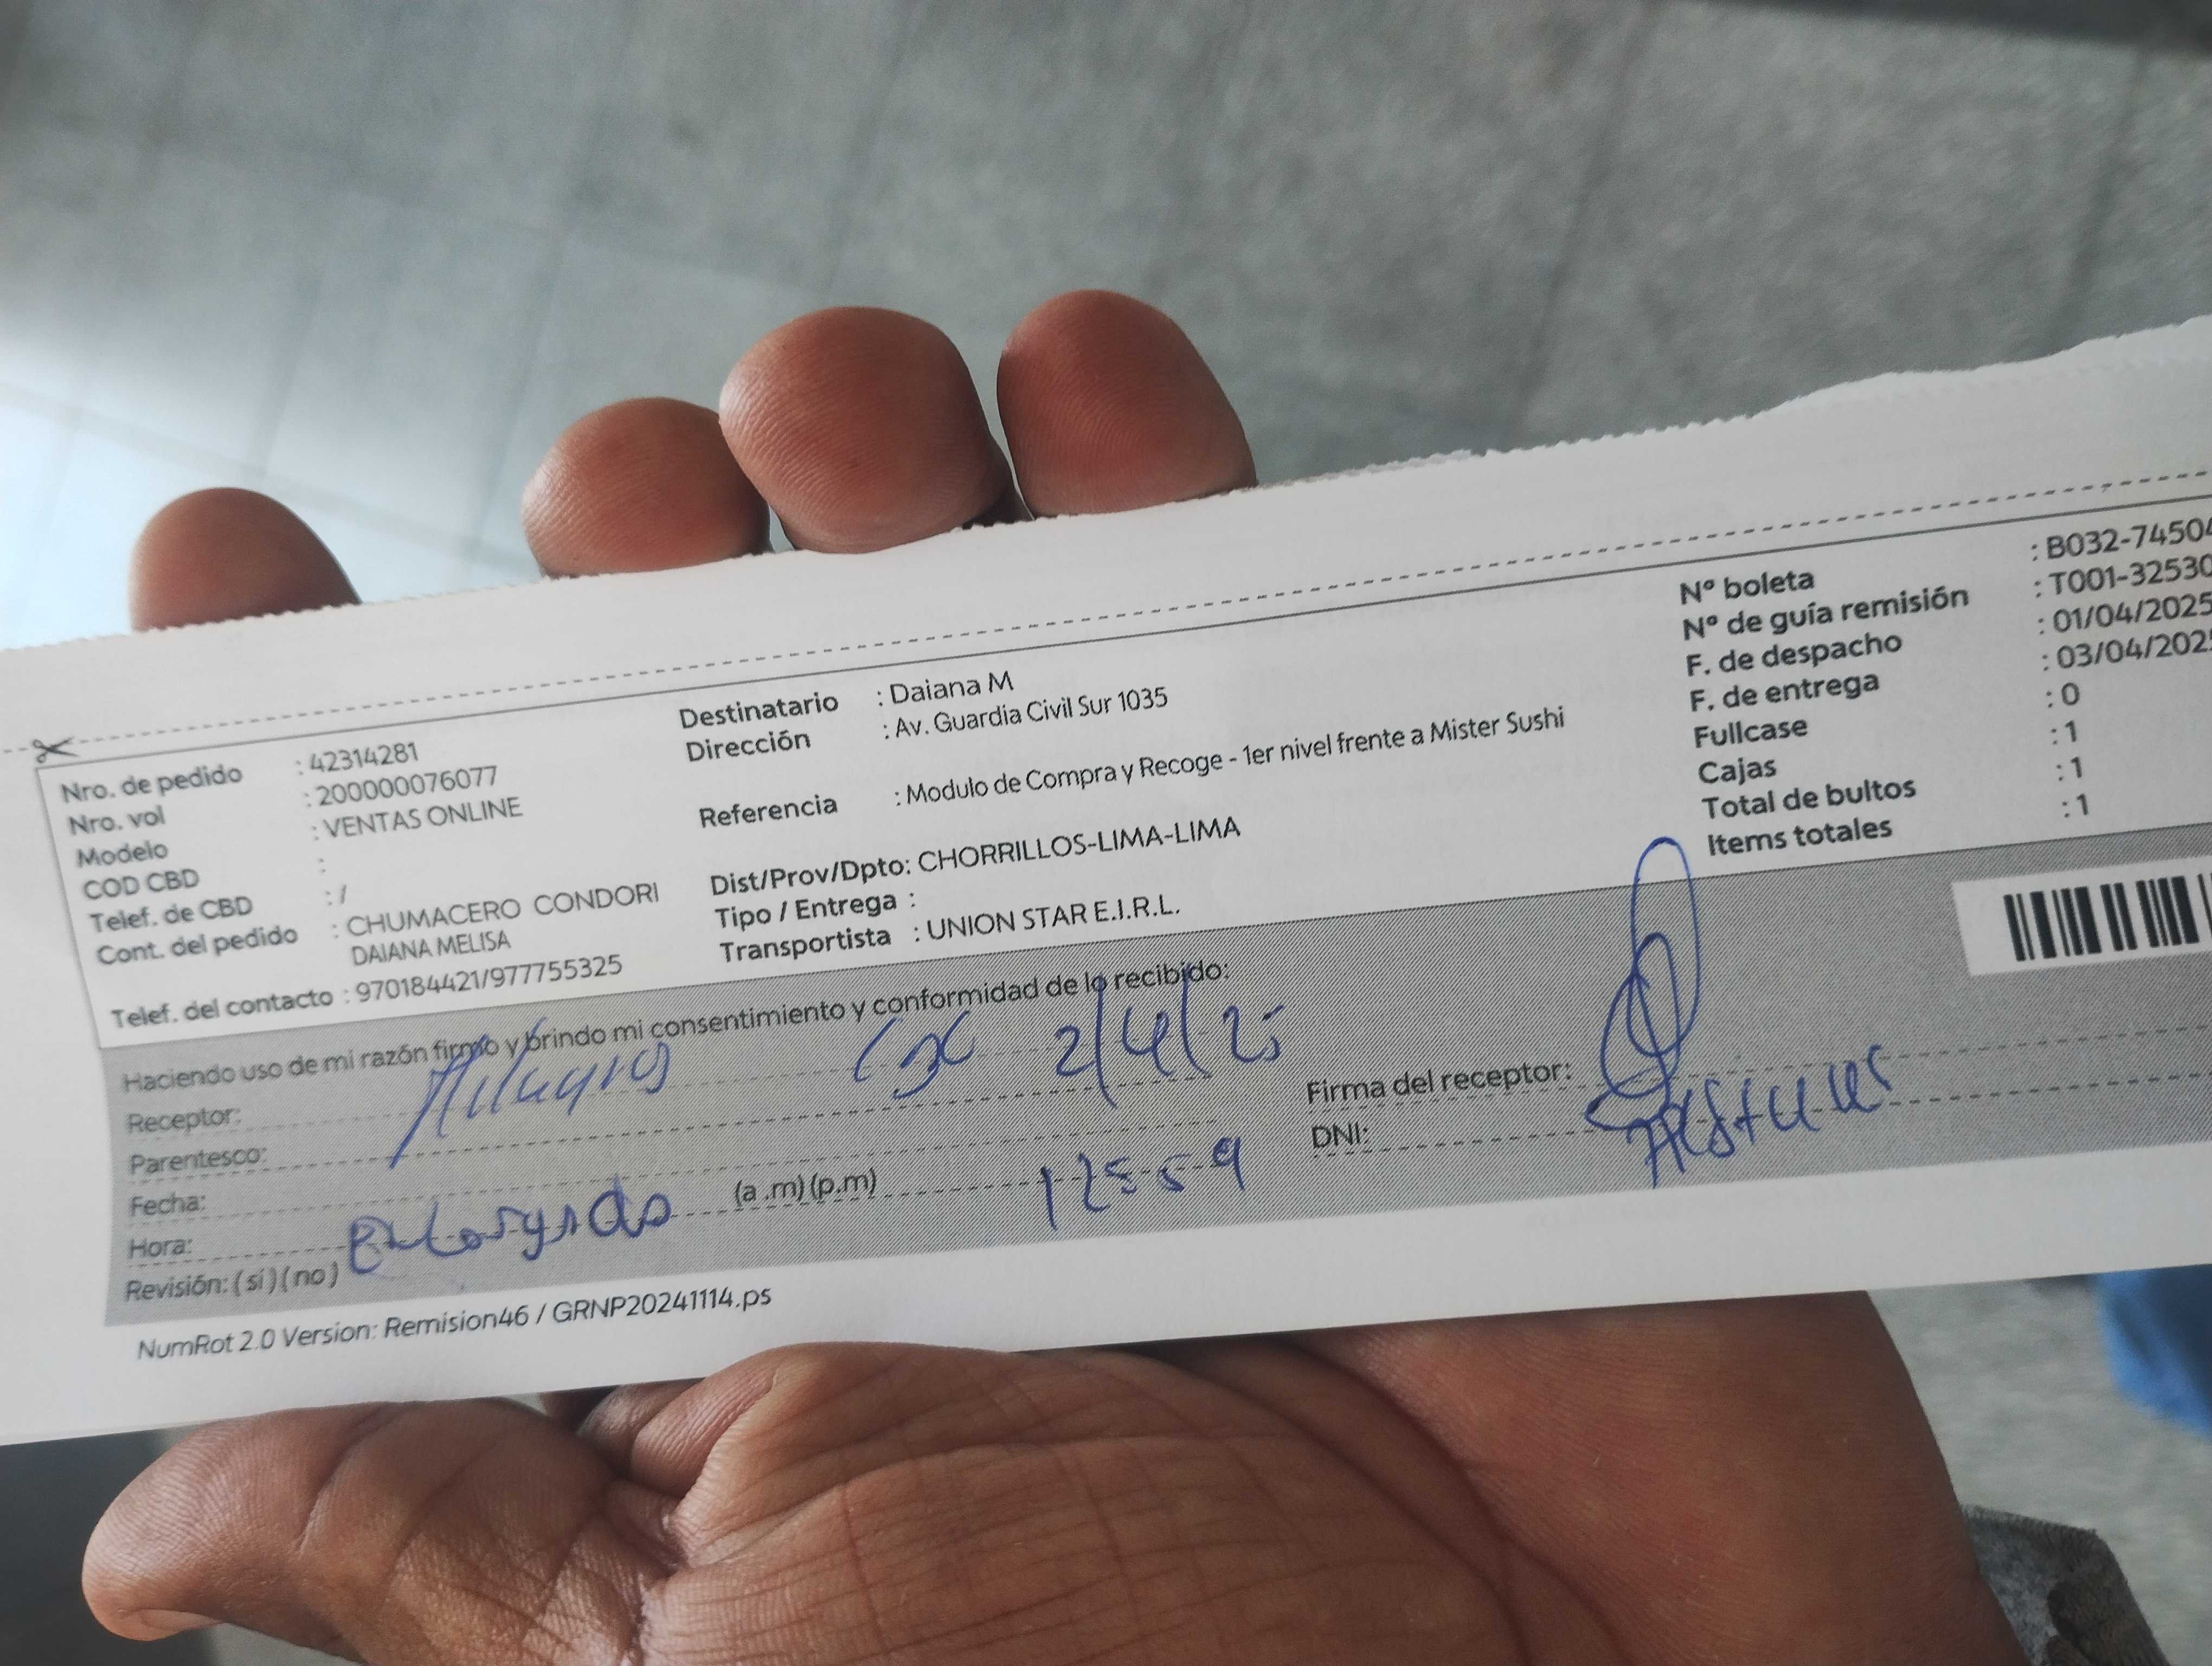 Nro. de pedido : 42314281
Nro. vol : 200000076077
Modelo : VENTAS ONLINE
COD CBD :
Telef. de CBD : /
Cont. del pedido : CHUMACERO CONDORI
DAIANA MELISA
Telef. del contacto : 970184421/977755325
Destinatario : Daiana M
Dirección : Av. Guardia Civil Sur 1035
Referencia : Modulo de Compra y Recoge - 1er nivel frente a Mister Sushi
Dist/Prov/Dpto: CHORRILLOS-LIMA-LIMA
Tipo / Entrega :
Transportista : UNION STAR E.I.R.L.
Nº boleta : B032-74504
Nº de guía remisión : T001-32530
F. de despacho : 01/04/2025
F. de entrega : 03/04/202
Fullcase : 0
Cajas : 1
Total de bultos : 1
Items totales : 1
Haciendo uso de mi razón firmo y brindo mi consentimiento y conformidad de lo recibido:
Receptor: Milagros 2/4/25
Parentesco:
Fecha:
Hora: (a .m) (p.m) 12:59
Revisión: ( si ) ( no ) Encargado
Firma del receptor:
DNI:
NumRot 2.0 Version: Remision46 / GRNP20241114.ps